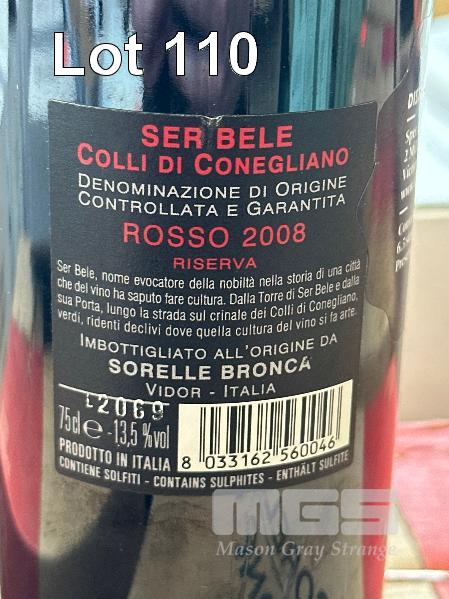 Lot 110
SER BELE
COLLI DI CONEGLIANO
DENOMINAZIONE DI ORIGINE
CONTROLLATA E GARANTITA
ROSSO 2008
RISERVA
Ser Bele, nome evocatore della nobiltà nella storia di una città
che del vino ha saputo fare cultura. Dalla Torre di Ser Bele e dalla
sua Porta, lungo la strada sul crinale dei Colli di Conegliano,
verdi, ridenti declivi dove quella cultura del vino si fa arte.
IMBOTTIGLIATO ALL'ORIGINE DA
SORELLE BRONCA
VIDOR - ITALIA
L2069
75cl e -13,5 %vol
PRODOTTO IN ITALIA
8 033162 560046
CONTIENE SOLFITI - CONTAINS SULPHITES - ENTHÄLT SULFITE
MGS
Mason Gray Strange